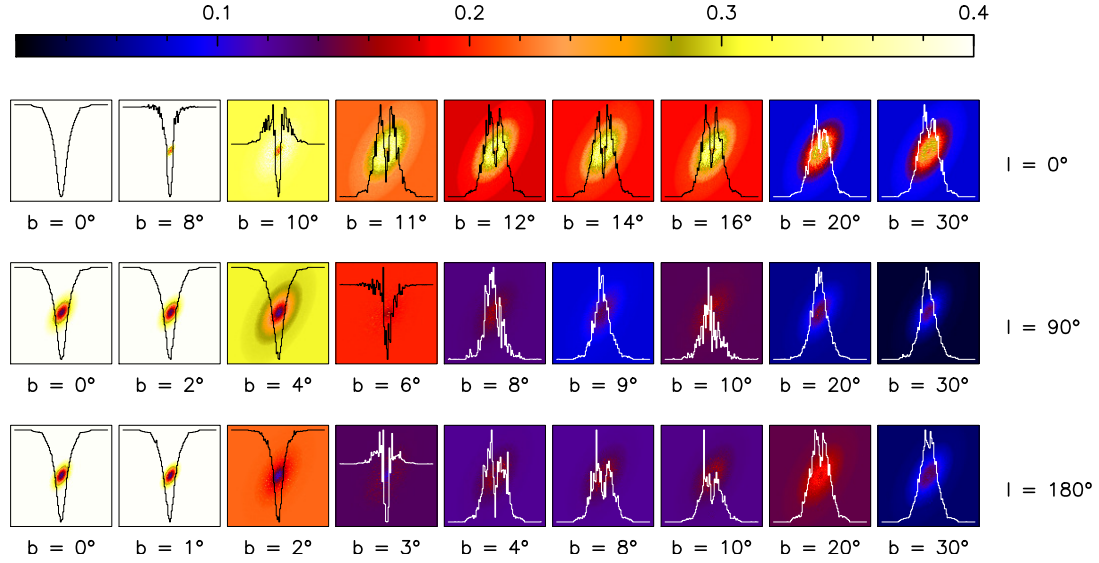 0.1 0.2 0.3 0.4
l = 0°
b = 0° b = 8° b = 10° b = 11° b = 12° b = 14° b = 16° b = 20° b = 30°
l = 90°
b = 0° b = 2° b = 4° b = 6° b = 8° b = 9° b = 10° b = 20° b = 30°
l = 180°
b = 0° b = 1° b = 2° b = 3° b = 4° b = 8° b = 10° b = 20° b = 30°